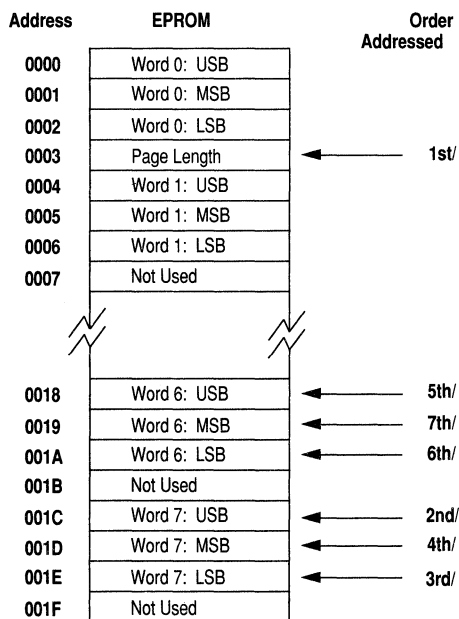 Address EPROM Order Addressed
0000 Word 0: USB
0001 Word 0: MSB
0002 Word 0: LSB
0003 Page Length 1st/
0004 Word 1: USB
0005 Word 1: MSB
0006 Word 1: LSB
0007 Not Used
0018 Word 6: USB 5th/
0019 Word 6: MSB 7th/
001A Word 6: LSB 6th/
001B Not Used
001C Word 7: USB 2nd/
001D Word 7: MSB 4th/
001E Word 7: LSB 3rd/
001F Not Used